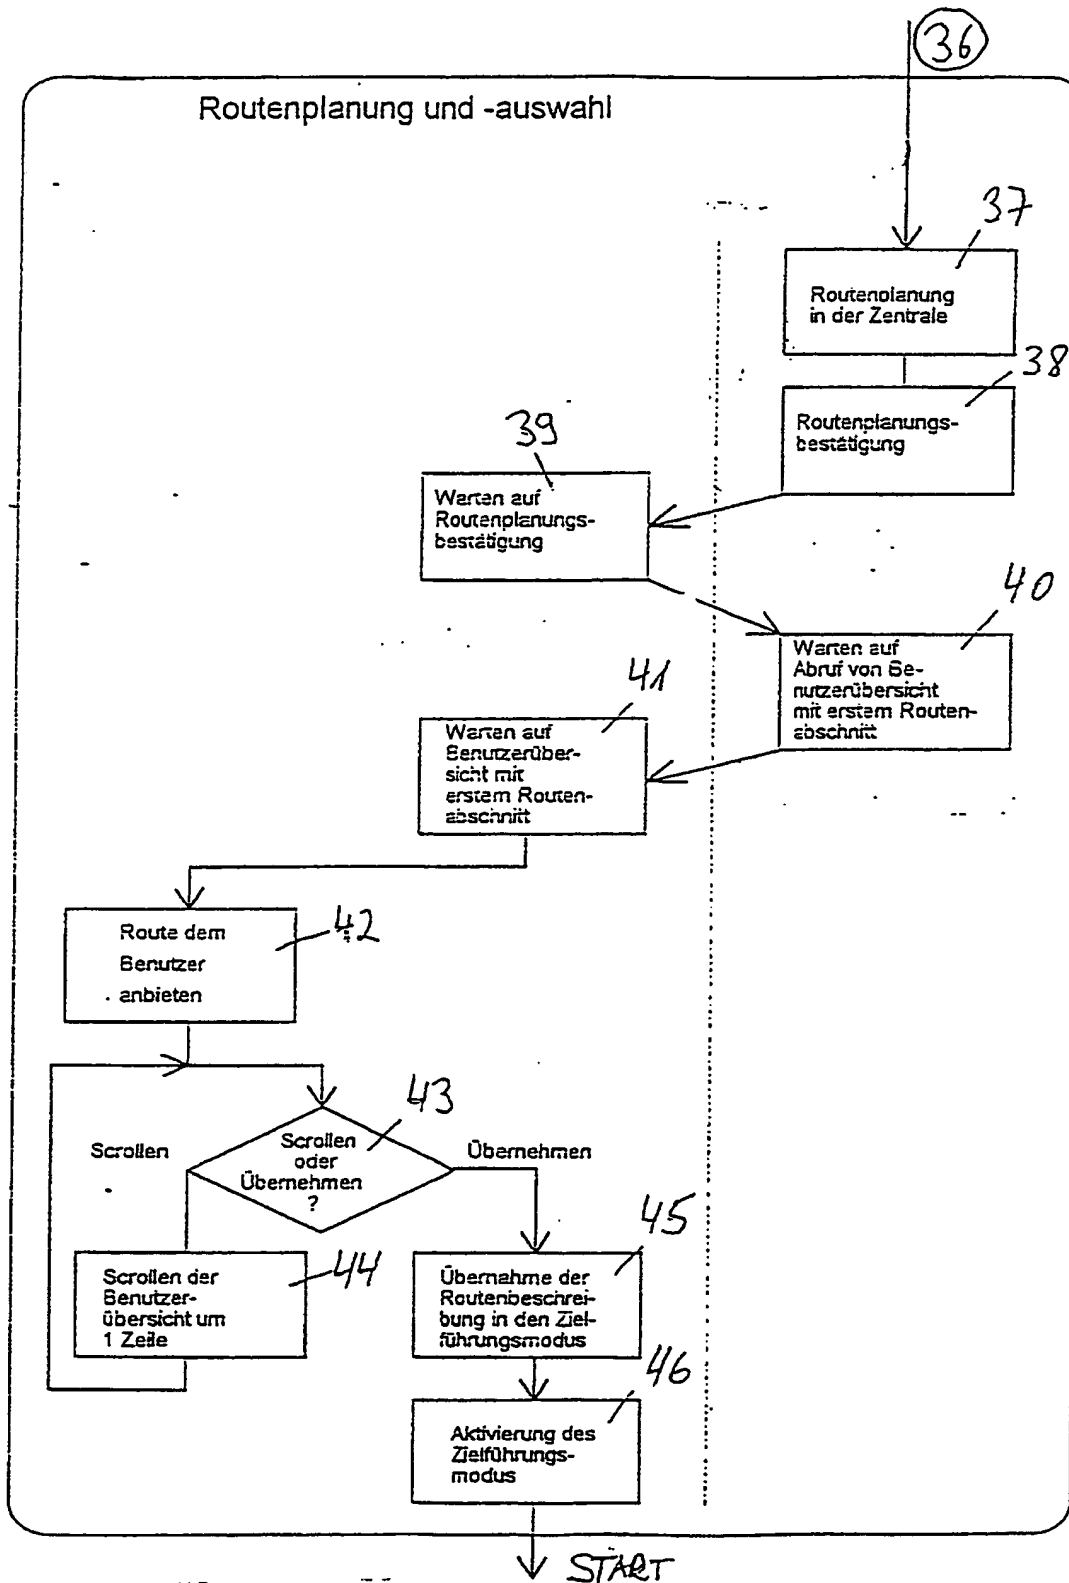 36
Routenplanung und -auswahl
37
Routenplanung
in der Zentrale
38
Routenplanungs-
bestätigung
39
Warten auf
Routenplanungs-
bestätigung
40
Warten auf
Abruf von Be-
nutzerübersicht
mit erstem Routen-
abschnitt
41
Warten auf
Benutzerüber-
sicht mit
erstem Routen-
abschnitt
42
Route dem
Benutzer
anbieten
43
Scrollen
Scrollen
oder
Übernehmen
?
Übernehmen
44
Scrollen der
Benutzer-
übersicht um
1 Zeile
45
Übernahme der
Routenbeschrei-
bung in den Ziel-
führungsmodus
46
Aktivierung des
Zielführungs-
modus
START